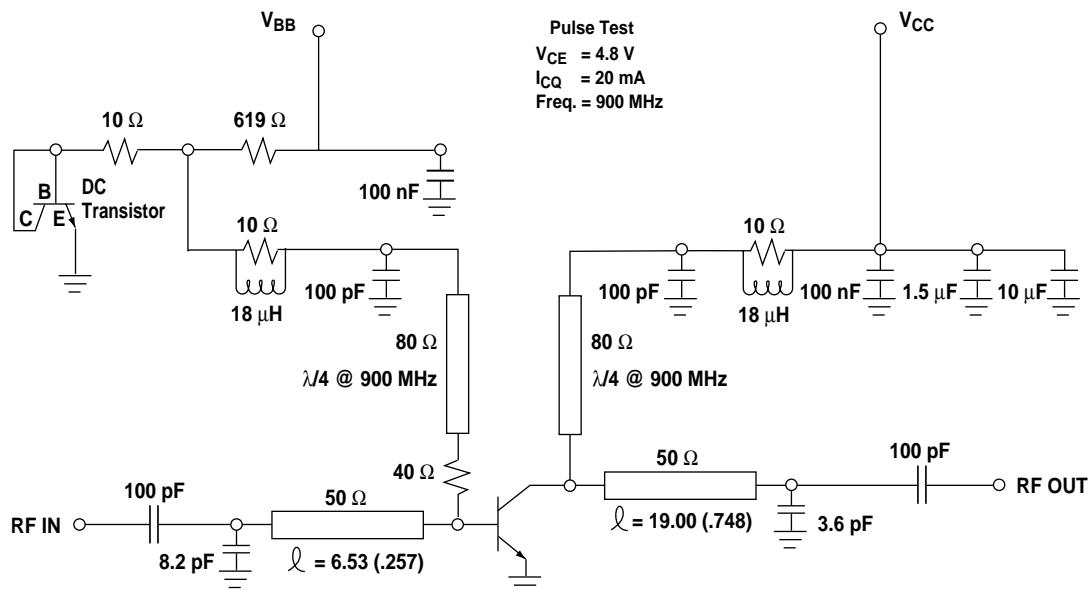 V_BB
Pulse Test
V_CE = 4.8 V
I_CQ = 20 mA
Freq. = 900 MHz
V_CC
10 Ω
619 Ω
100 nF
B
C
E
DC
Transistor
10 Ω
18 μH
100 pF
80 Ω
λ/4 @ 900 MHz
40 Ω
100 pF
10 Ω
18 μH
100 nF
1.5 μF
10 μF
80 Ω
λ/4 @ 900 MHz
RF IN
100 pF
8.2 pF
50 Ω
ℓ = 6.53 (.257)
50 Ω
ℓ = 19.00 (.748)
3.6 pF
100 pF
RF OUT